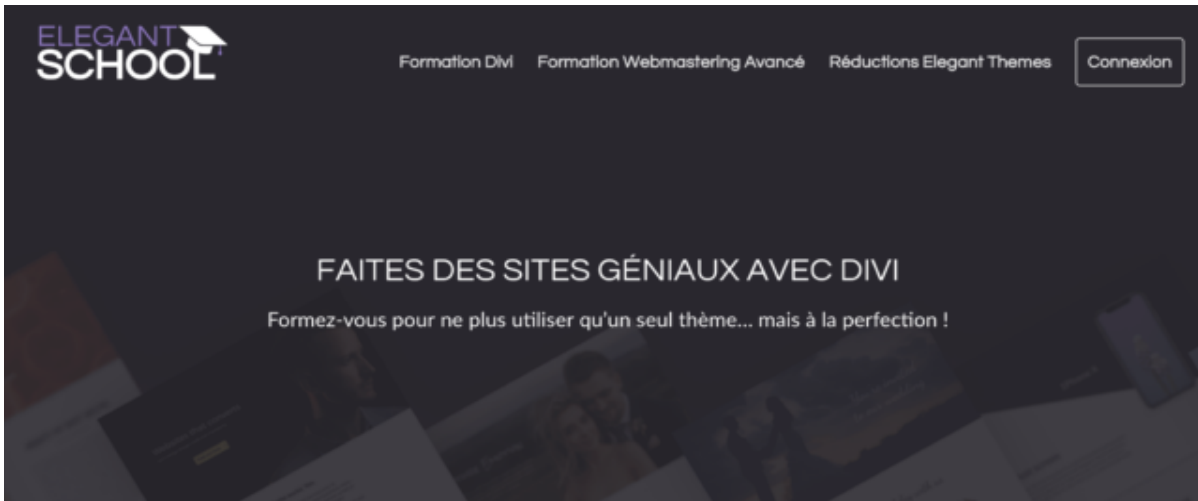 ELEGANT
SCHOOL
Formation Divi
Formation Webmastering Avancé
Réductions Elegant Themes
Connexion
FAITES DES SITES GÉNIAUX AVEC DIVI
Formez-vous pour ne plus utiliser qu'un seul thème... mais à la perfection !